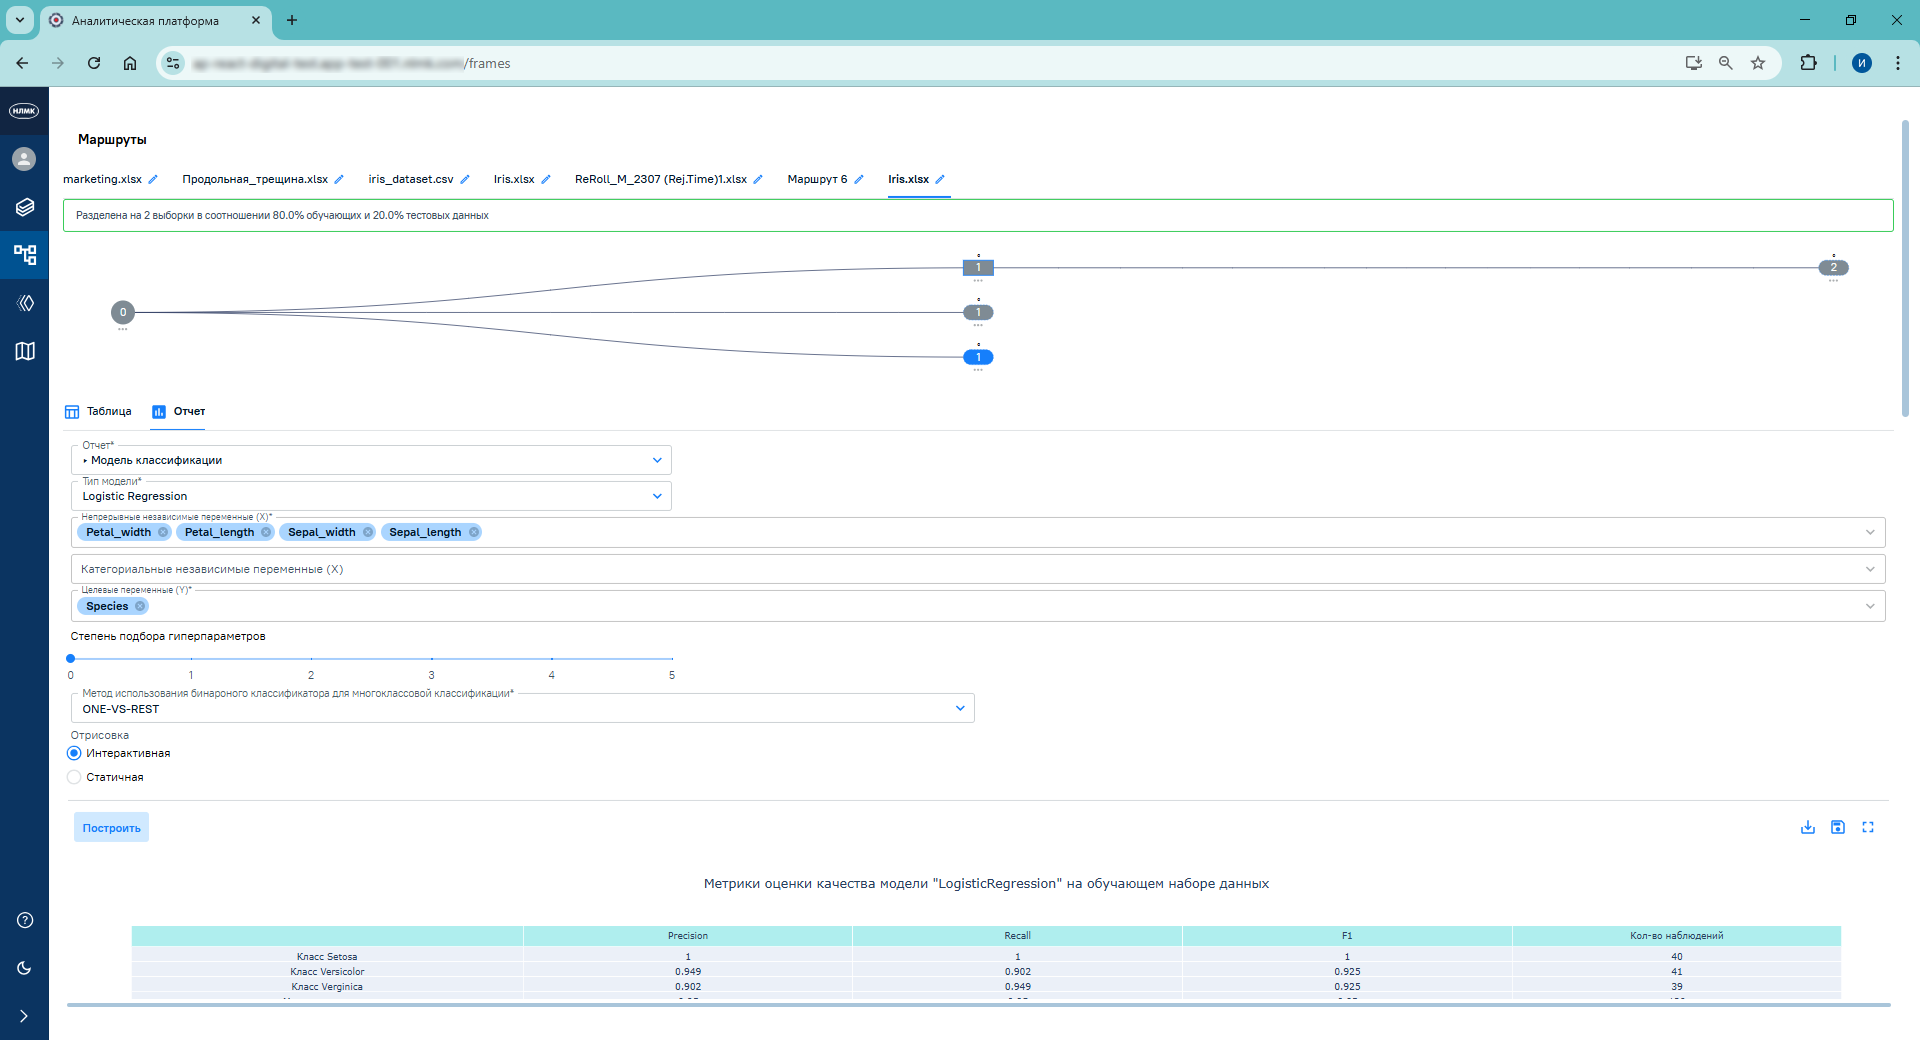 Аналитическая платформа
/frames
И
НЛМК
Маршруты
marketing.xlsx Продольная_трещина.xlsx iris_dataset.csv Iris.xlsx ReRoll_M_2307 (Rej.Time)1.xlsx Маршрут 6 Iris.xlsx
Разделена на 2 выборки в соотношении 80.0% обучающих и 20.0% тестовых данных
1 2
0 1
1
Таблица Отчет
Отчет*
Модель классификации
Тип модели*
Logistic Regression
Непрерывные независимые переменные (X)*
Petal_width Petal_length Sepal_width Sepal_length
Категориальные независимые переменные (X)
Целевые переменные (Y)*
Species
Степень подбора гиперпараметров
0 1 2 3 4 5
Метод использования бинароного классификатора для многоклассовой классификации*
ONE-VS-REST
Отрисовка
Интерактивная
Статичная
Построить
Метрики оценки качества модели "LogisticRegression" на обучающем наборе данных
Precision Recall F1 Кол-во наблюдений
Класс Setosa 1 1 1 40
Класс Versicolor 0.949 0.902 0.925 41
Класс Verginica 0.902 0.949 0.925 39